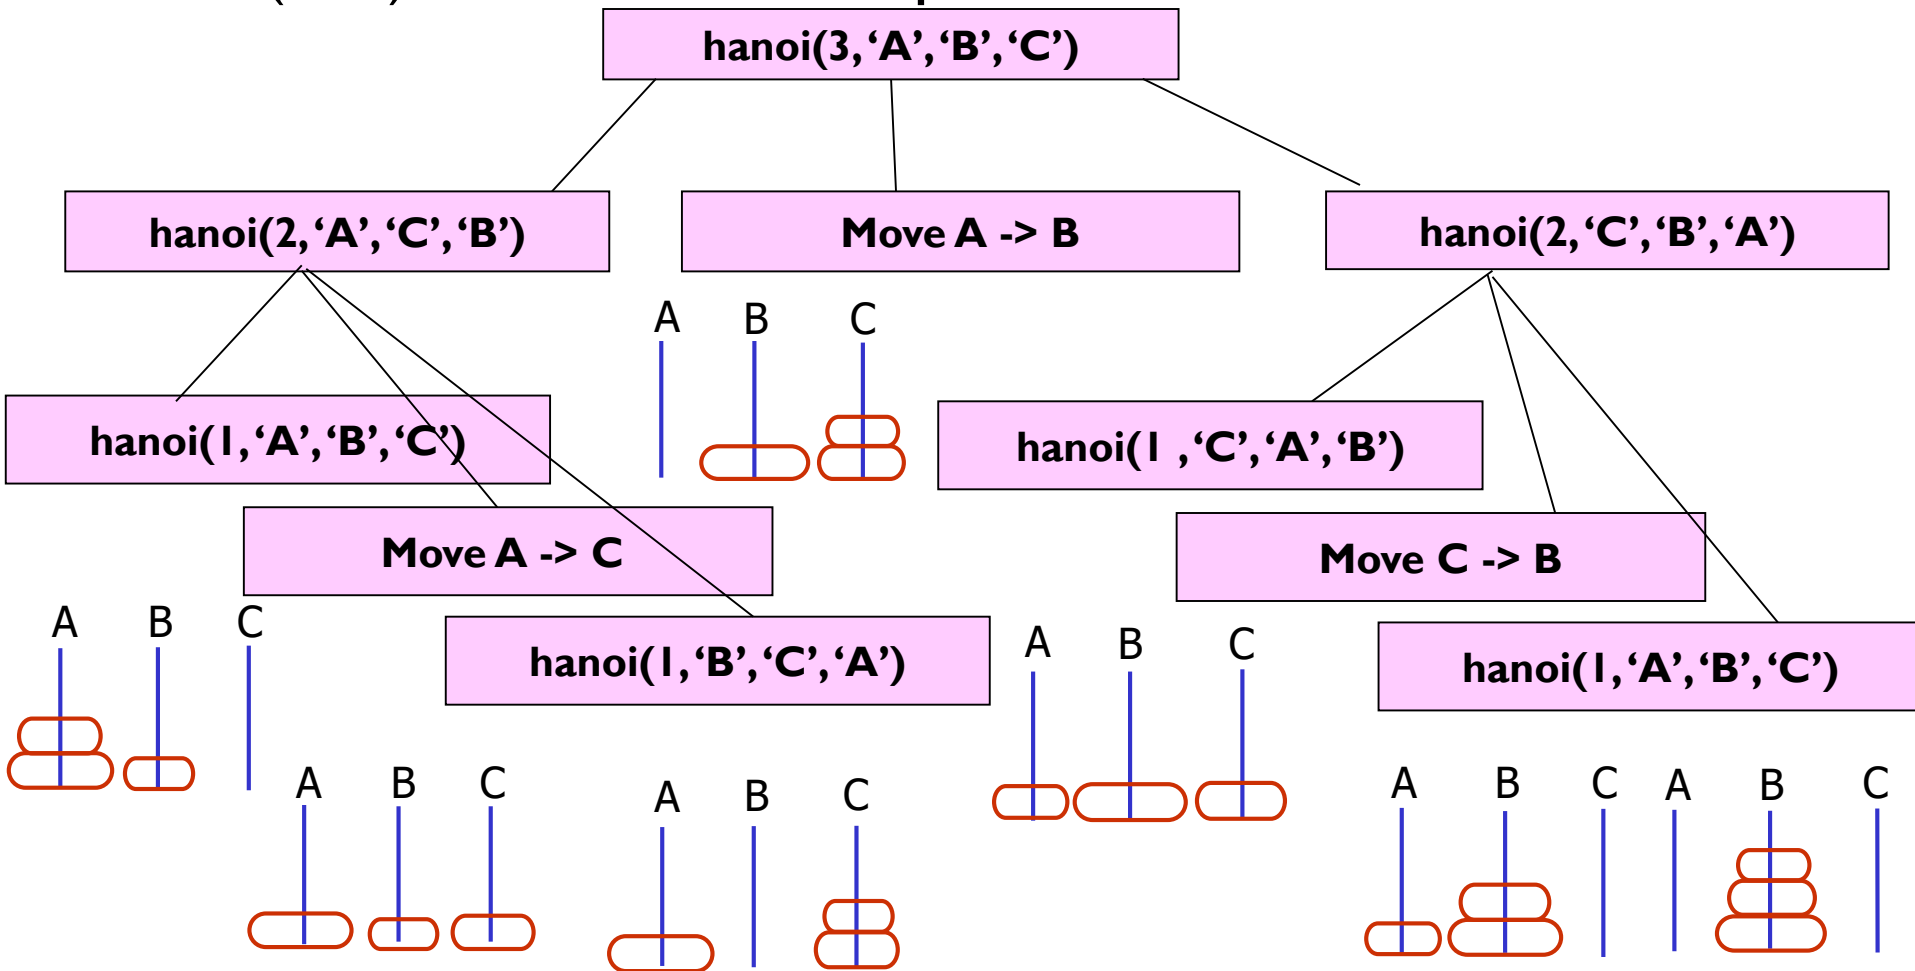 hanoi(3, ‘A’, ‘B’, ‘C’)
hanoi(2, ‘A’, ‘C’, ‘B’)
Move A -> B
hanoi(2, ‘C’, ‘B’, ‘A’)
A B C
hanoi(1, ‘A’, ‘B’, ‘C’)
hanoi(1 ,‘C’, ‘A’, ‘B’)
Move A -> C
Move C -> B
A B C
hanoi(1, ‘B’, ‘C’, ‘A’)
A B C
hanoi(1, ‘A’, ‘B’, ‘C’)
A B C
A B C
A B C
A B C